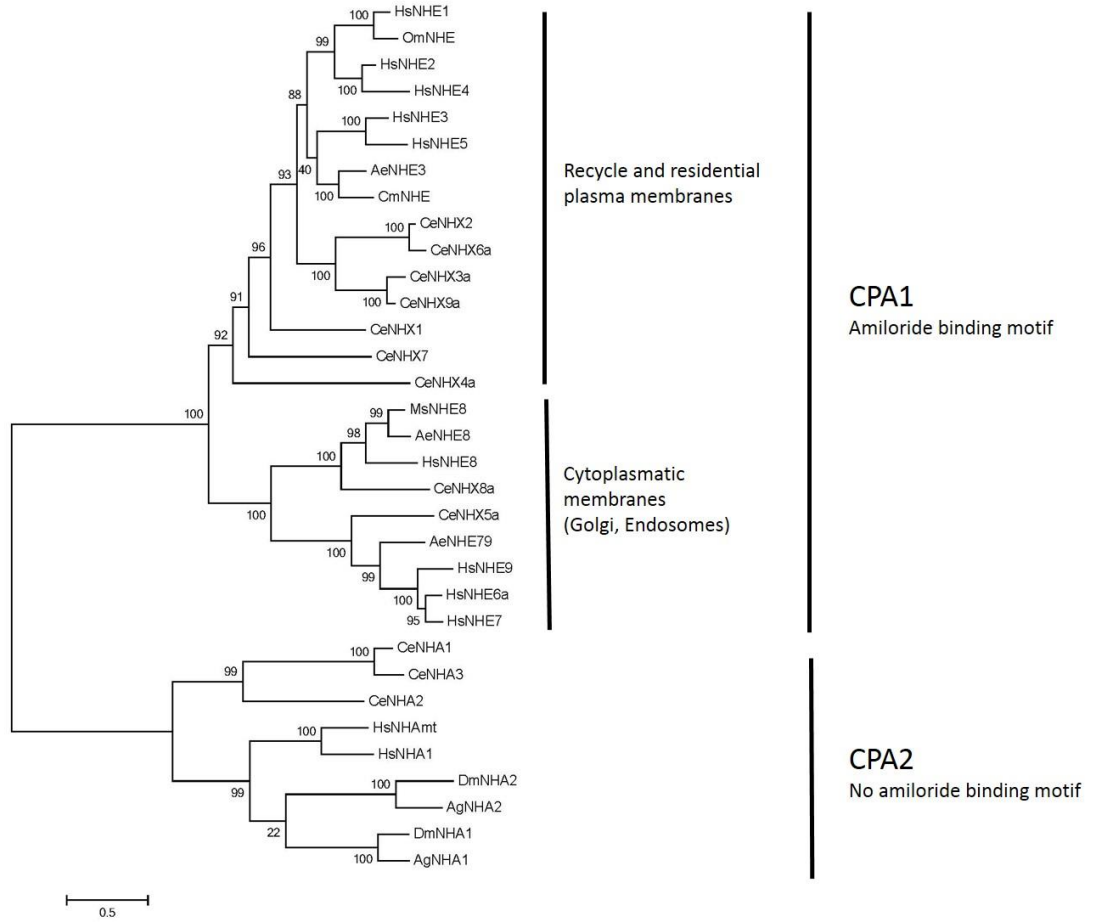 100
HsNHE1
OmNHE
99
HsNHE2
100
HsNHE4
88
100
HsNHE3
HsNHE5
40
AeNHE3
100
CmNHE
93
100
CeNHX2
CeNHX6a
100
CeNHX3a
100
CeNHX9a
96
CeNHX1
91
CeNHX7
92
CeNHX4a
100
99
MsNHE8
AeNHE8
98
HsNHE8
100
CeNHX8a
100
CeNHX5a
100
AeNHE79
99
HsNHE9
100
HsNHE6a
95
HsNHE7
100
CeNHA1
CeNHA3
99
CeNHA2
100
HsNHAmt
HsNHA1
99
100
DmNHA2
AgNHA2
22
DmNHA1
100
AgNHA1
0.5
Recycle and residential
plasma membranes
Cytoplasmatic
membranes
(Golgi, Endosomes)
CPA1
Amiloride binding motif
CPA2
No amiloride binding motif